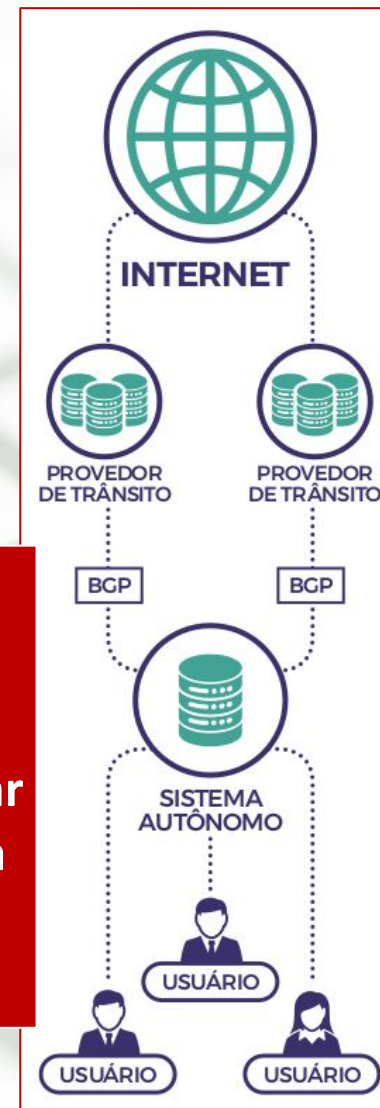 INTERNET
PROVEDOR
DE TRÂNSITO
PROVEDOR
DE TRÂNSITO
BGP
BGP
SISTEMA
AUTÔNOMO
USUÁRIO
USUÁRIO
USUÁRIO